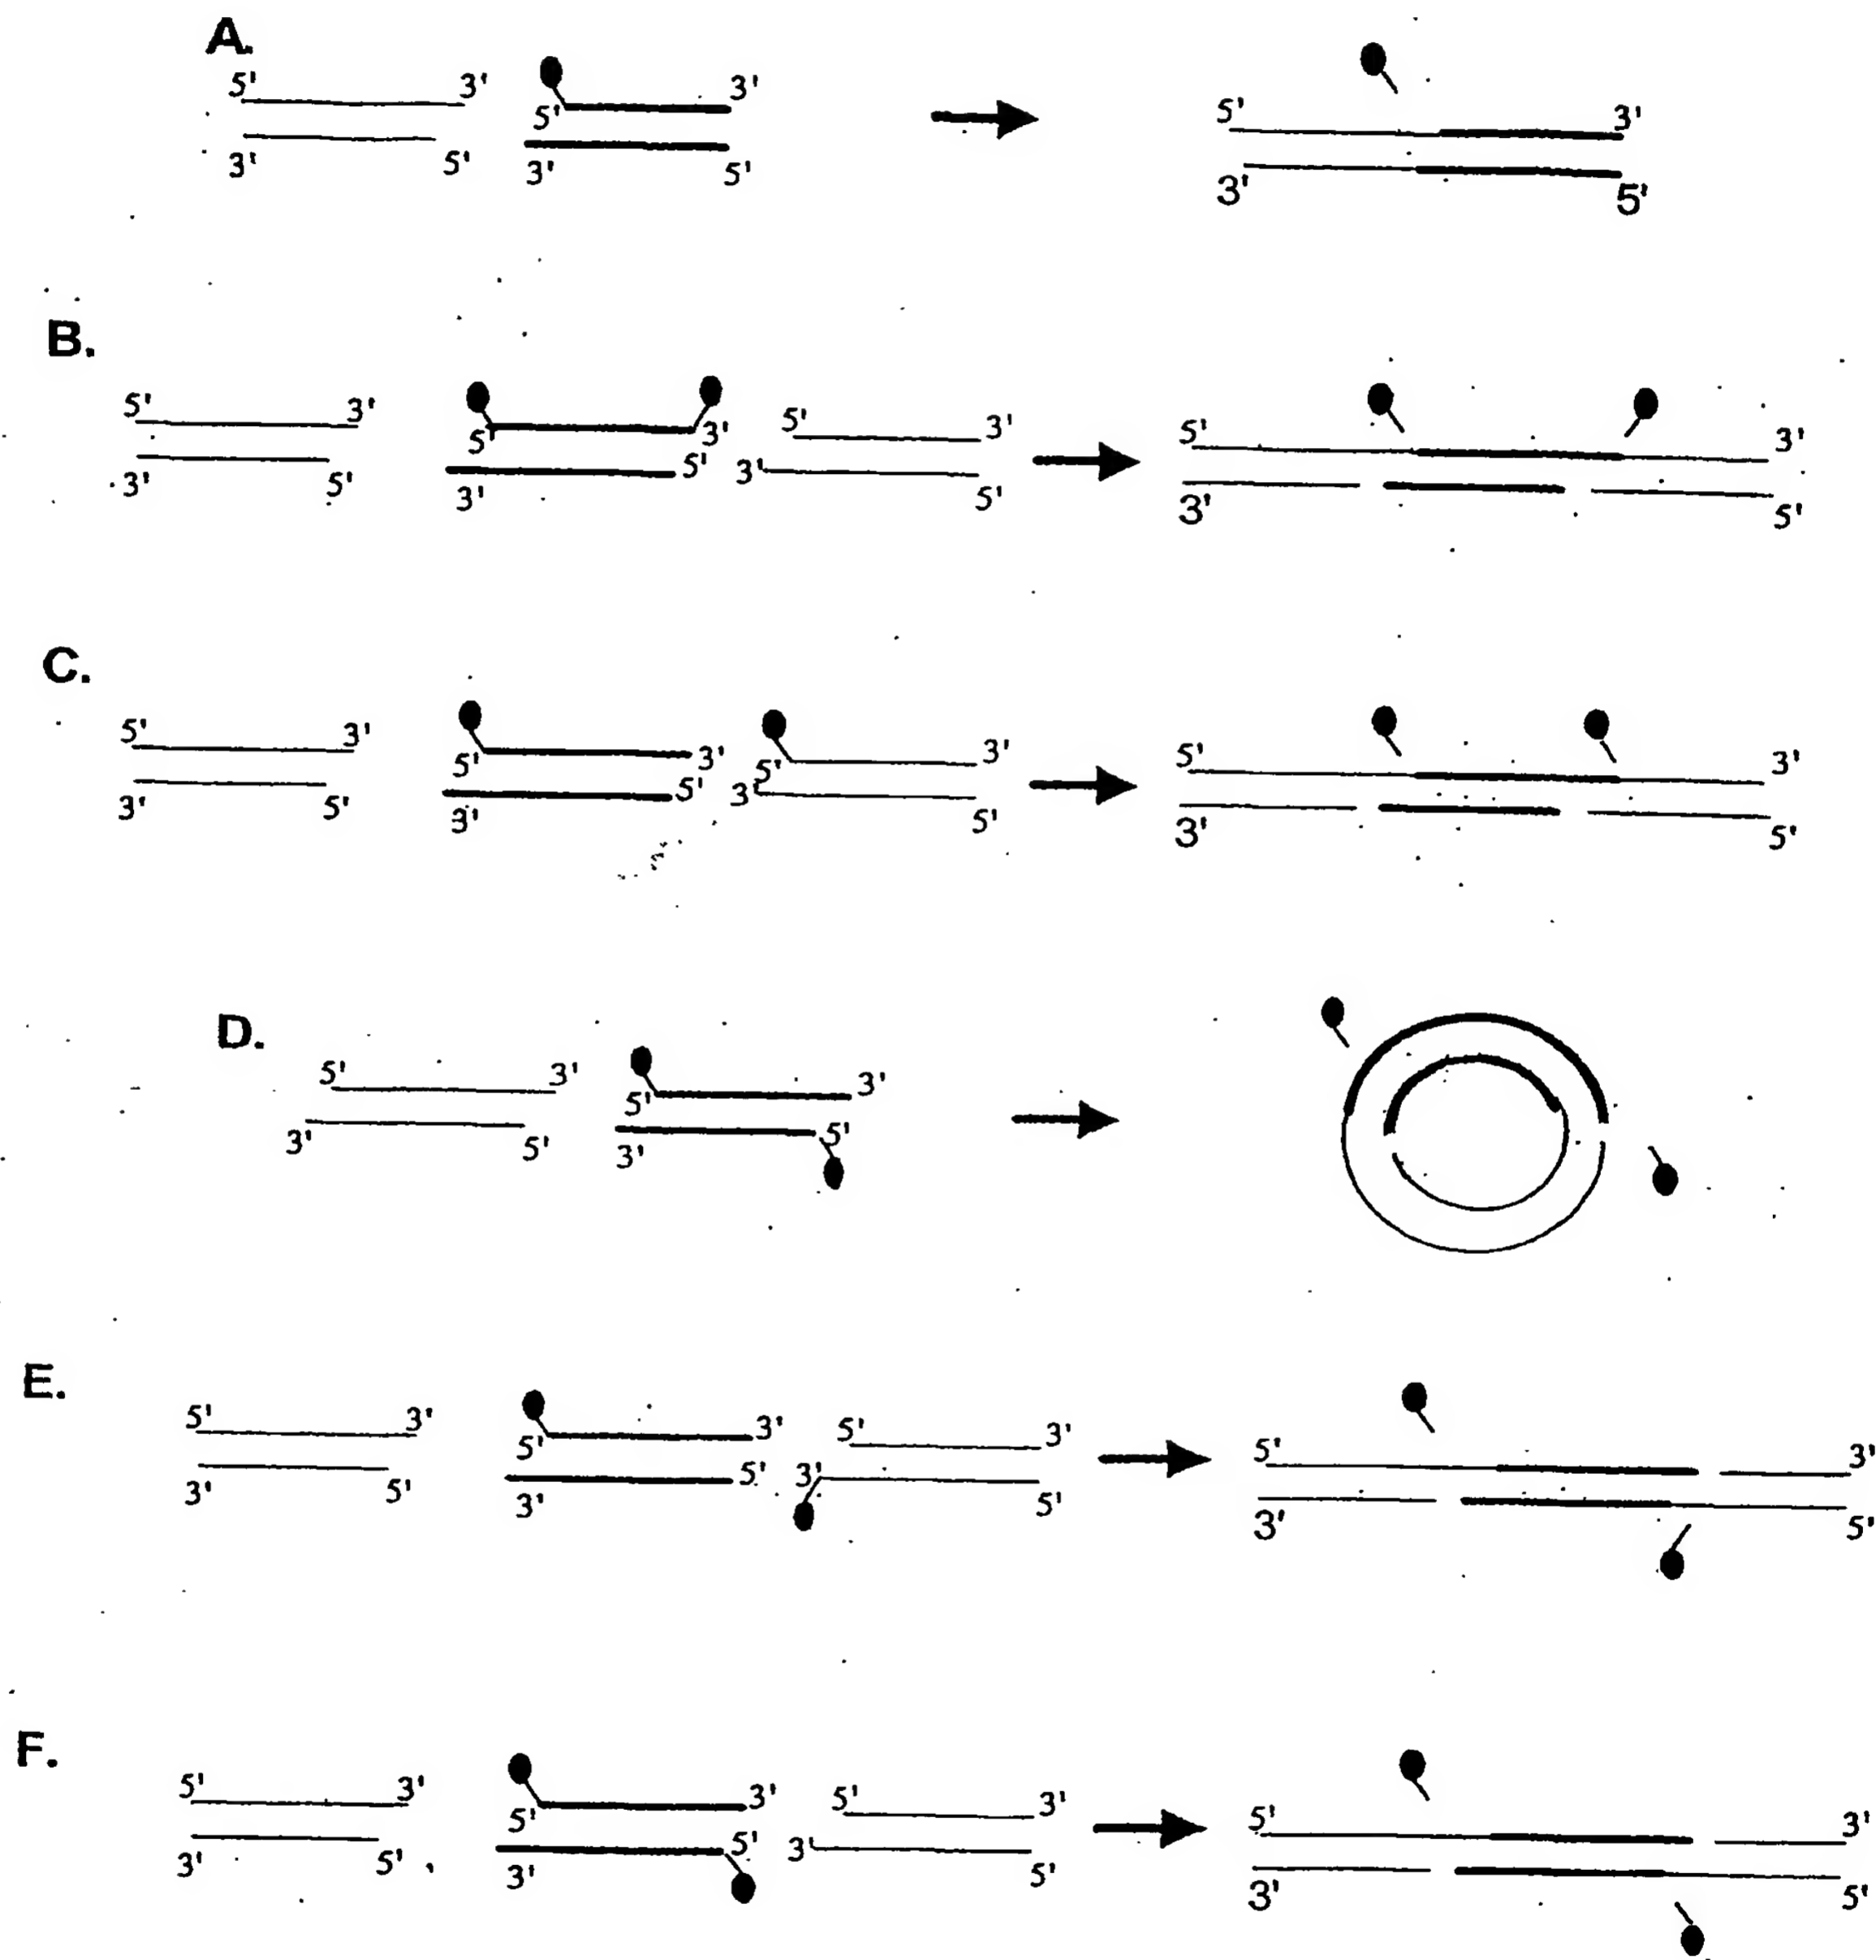 A.
5' 3' 3' 5' 3'
5' 3'
3' 5' 3' 5' 3' 5'
B.
5' 3' 5' 3' 5' 3' 5' 3'
3' 5' 3' 5' 3' 5' 3' 5'
C.
5' 3' 5' 3' 5' 3' 5' 3'
3' 5' 3' 5' 3' 5' 3' 5'
D.
5' 3' 5' 3'
3' 5' 3' 5'
E.
5' 3' 5' 3' 5' 3' 5' 3'
3' 5' 3' 5' 3' 5' 3' 5'
F.
5' 3' 5' 3' 5' 3' 5' 3'
3' 5' 3' 5' 3' 5' 3' 5'